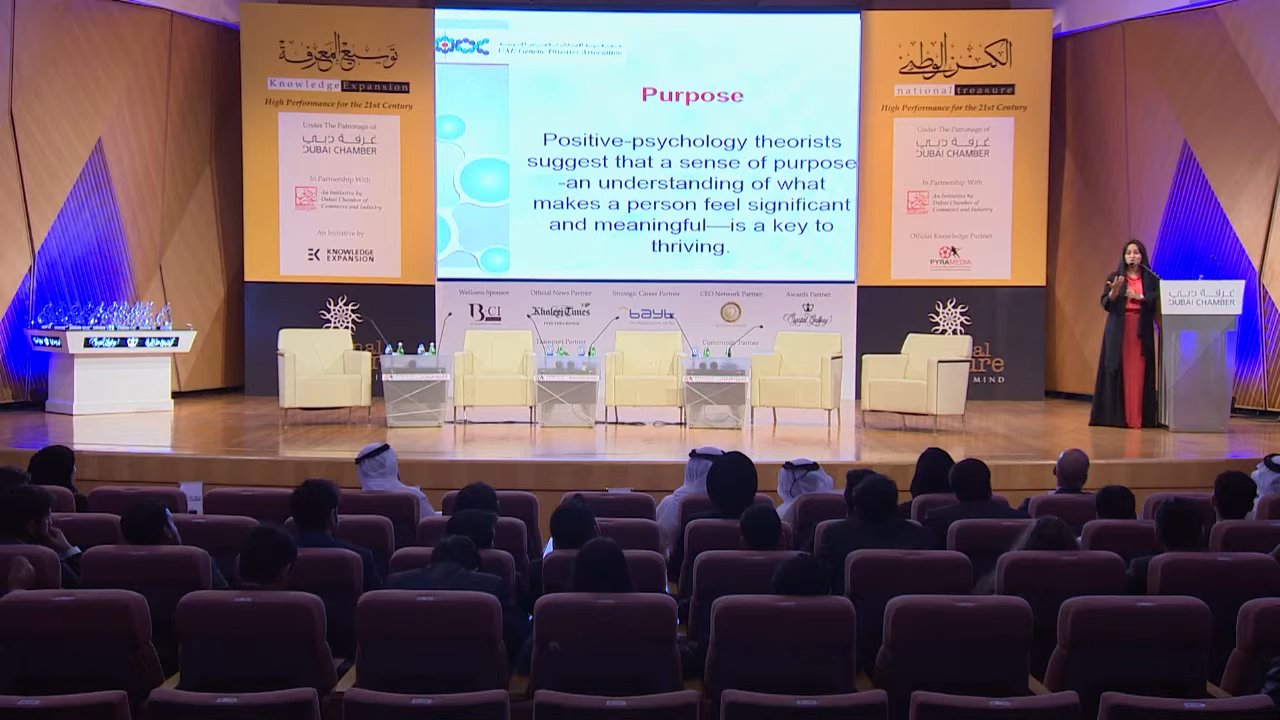 توسيع المعرفة
Knowledge Expansion
High Performance for the 21st Century
Under The Patronage of
غرفة دبي
DUBAI CHAMBER
In Partnership With
An Initiative by
Dubai Chamber of
Commerce and Industry
An Initiative by
KNOWLEDGE
EXPANSION
UAE Genetic Diseases Association
Purpose
Positive-psychology theorists
suggest that a sense of purpose
-an understanding of what
makes a person feel significant
and meaningful—is a key to
thriving.
Wellness Sponsor
BCI
Official News Partner
Khaleej Times
Strategic Career Partner
bayt
CEO Network Partner
Awards Partner
Crystal Gallery
Transport Partner
Community Partner
الكنز الوطني
national treasure
High Performance for the 21st Century
Under The Patronage of
غرفة دبي
DUBAI CHAMBER
In Partnership With
An Initiative by
Dubai Chamber of
Commerce and Industry
Official Knowledge Partner
PYRAMEDIA
MIND
غرفة دبي
DUBAI CHAMBER